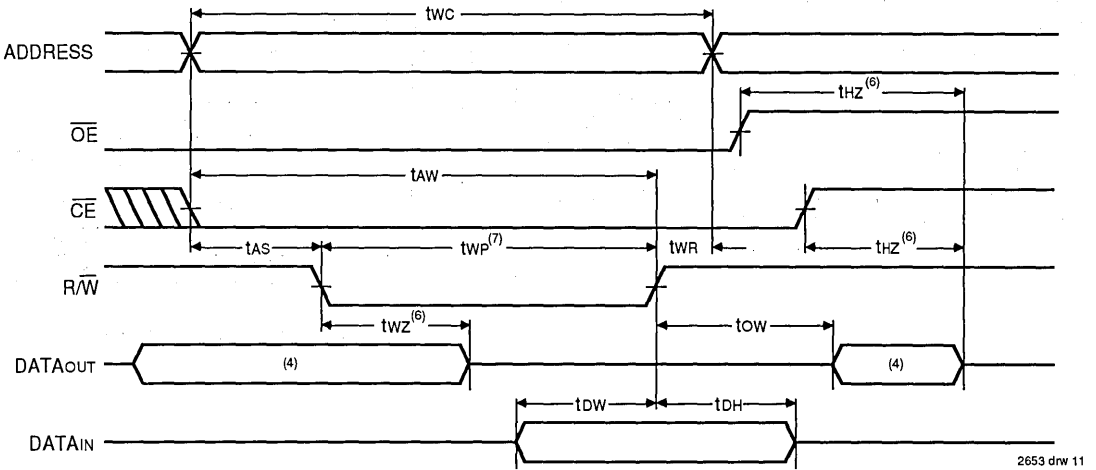 tWC
ADDRESS
tHZ(6)
OE
tAW
CE
tAS
tWP(7)
tWR
tHZ(6)
R/W
tWZ(6)
tOW
DATAOUT
(4)
(4)
tDW
tDH
DATAIN
2653 drw 11